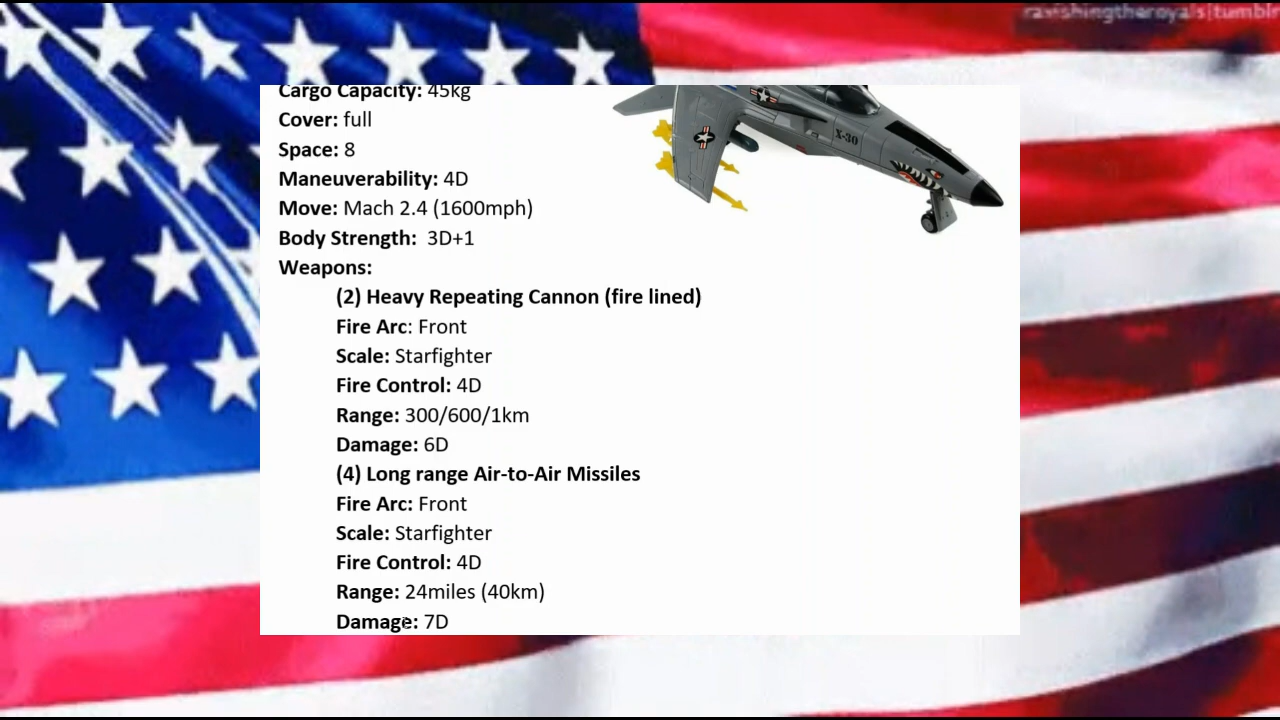 ravishingtheroyals|tumblr
Cargo Capacity: 45kg
Cover: full
Space: 8
Maneuverability: 4D
Move: Mach 2.4 (1600mph)
Body Strength:  3D+1
Weapons:
(2) Heavy Repeating Cannon (fire lined)
Fire Arc: Front
Scale: Starfighter
Fire Control: 4D
Range: 300/600/1km
Damage: 6D
(4) Long range Air-to-Air Missiles
Fire Arc: Front
Scale: Starfighter
Fire Control: 4D
Range: 24miles (40km)
Damage: 7D
X-30